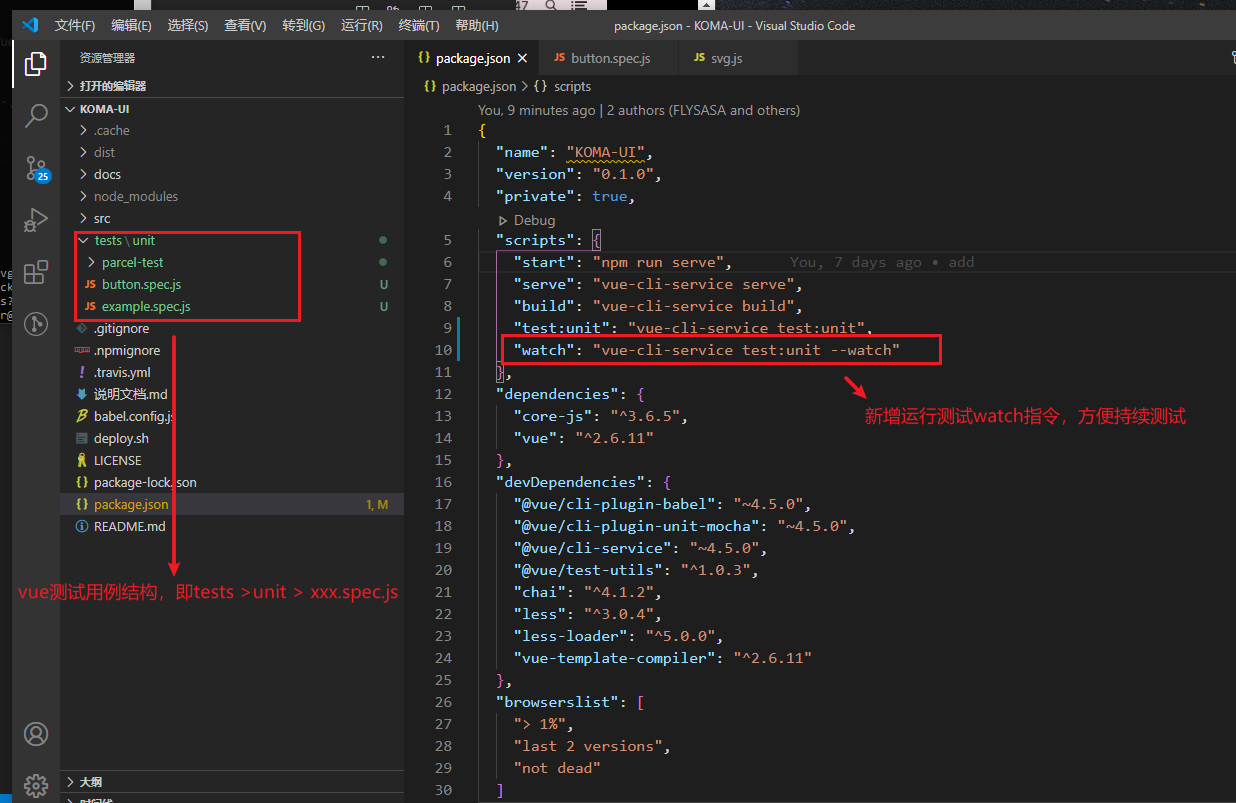 文件(F) 编辑(E) 选择(S) 查看(V) 转到(G) 运行(R) 终端(T) 帮助(H) package.json - KOMA-UI - Visual Studio Code
资源管理器 ···
打开的编辑器
KOMA-UI
.cache
dist
docs
node_modules
src
tests\unit
parcel-test
JS button.spec.js U
JS example.spec.js U
.gitignore
.npmignore
! .travis.yml
说明文档.md
babel.config.js
deploy.sh
LICENSE
{} package-lock.json
{} package.json 1, M
README.md
25
vue测试用例结构，即tests >unit > xxx.spec.js
大纲
{} package.json JS button.spec.js JS svg.js
{} package.json > {} scripts
You, 9 minutes ago | 2 authors (FLYSASA and others)
1 {
2 "name": "KOMA-UI",
3 "version": "0.1.0",
4 "private": true,
Debug
5 "scripts": {
6 "start": "npm run serve", You, 7 days ago • add
7 "serve": "vue-cli-service serve",
8 "build": "vue-cli-service build",
9 "test:unit": "vue-cli-service test:unit",
10 "watch": "vue-cli-service test:unit --watch"
11 },
12 "dependencies": {
13 "core-js": "^3.6.5",
14 "vue": "^2.6.11"
15 },
16 "devDependencies": {
17 "@vue/cli-plugin-babel": "~4.5.0",
18 "@vue/cli-plugin-unit-mocha": "~4.5.0",
19 "@vue/cli-service": "~4.5.0",
20 "@vue/test-utils": "^1.0.3",
21 "chai": "^4.1.2",
22 "less": "^3.0.4",
23 "less-loader": "^5.0.0",
24 "vue-template-compiler": "^2.6.11"
25 },
26 "browserslist": [
27 "> 1%",
28 "last 2 versions",
29 "not dead"
30 ]
新增运行测试watch指令，方便持续测试